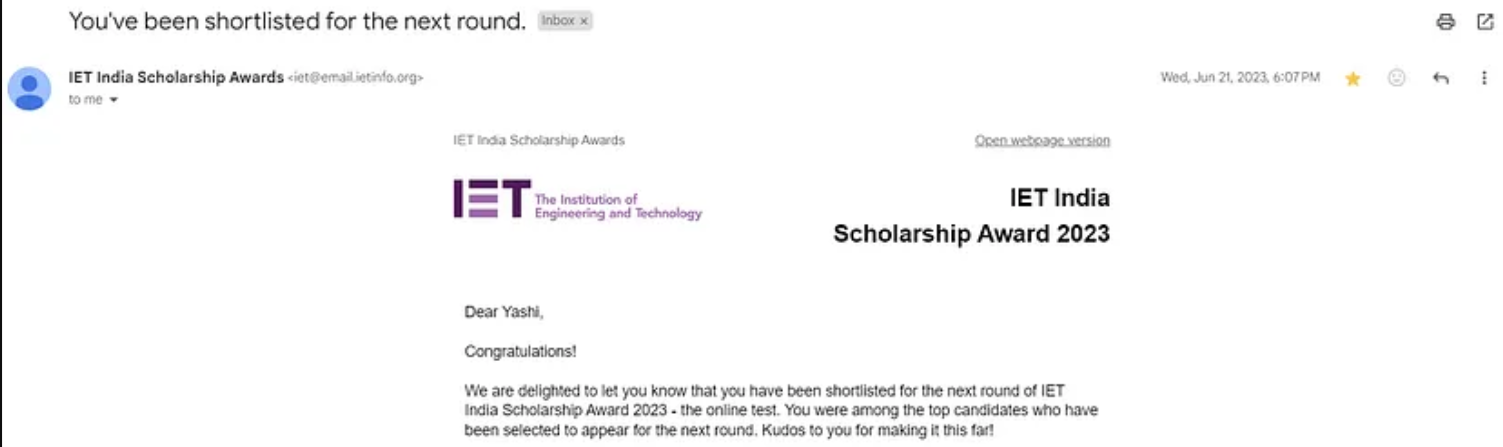 You've been shortlisted for the next round. Inbox ×
IET India Scholarship Awards <iet@email.ietinfo.org>
Wed, Jun 21, 2023, 6:07 PM
to me
IET India Scholarship Awards
Open webpage version
IET The Institution of
Engineering and Technology
IET India
Scholarship Award 2023
Dear Yashi,
Congratulations!
We are delighted to let you know that you have been shortlisted for the next round of IET
India Scholarship Award 2023 - the online test. You were among the top candidates who have
been selected to appear for the next round. Kudos to you for making it this far!